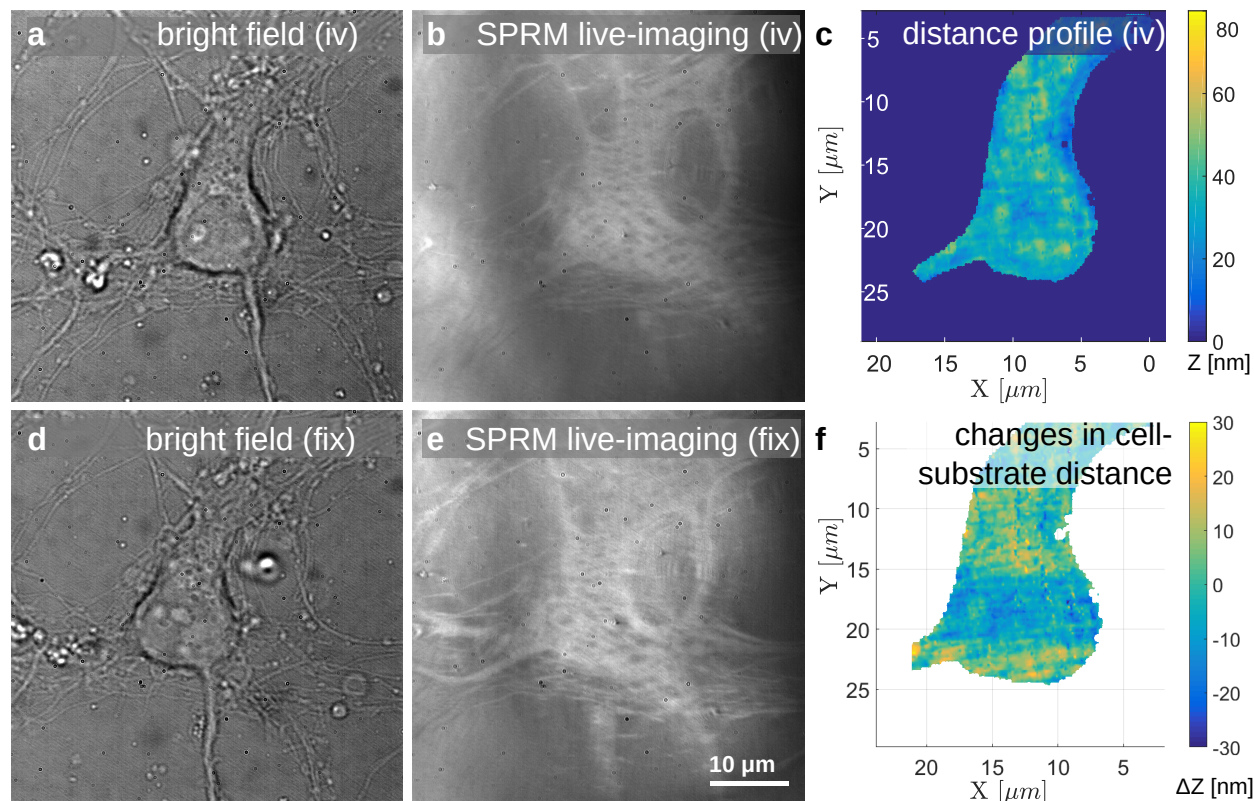 a bright field (iv)
b SPRM live-imaging (iv)
c distance profile (iv)
5
10
15
20
25
Y [µm]
20 10 5 0
15
X [µm]
80
60
40
20
0
Z [nm]
d bright field (fix)
e SPRM live-imaging (fix)
10 µm
f changes in cell-
substrate distance
5
10
15
20
25
Y [µm]
20 15 10 5
X [µm]
30
20
10
0
-10
-20
-30
ΔZ [nm]